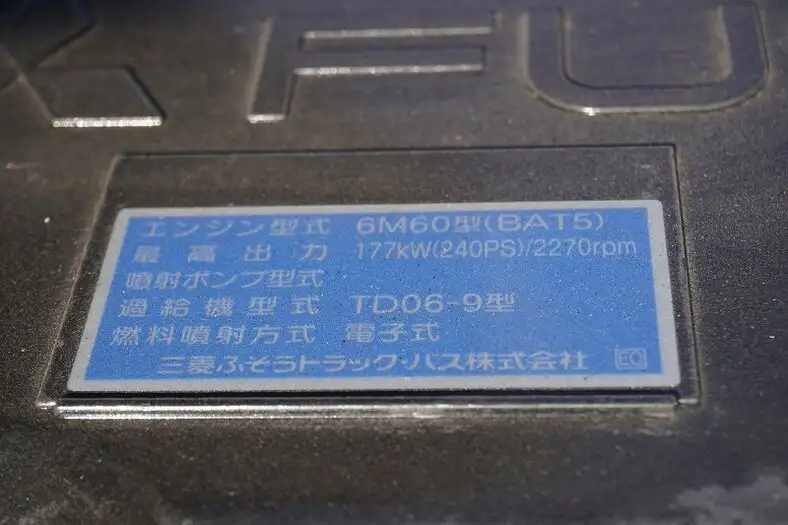 FU
エンジン型式 6M60型(BAT5)
最高出力 177kW(240PS)/2270rpm
噴射ポンプ型式
過給機型式 TD06-9型
燃料噴射方式 電子式
三菱ふそうトラック・バス株式会社 EQ